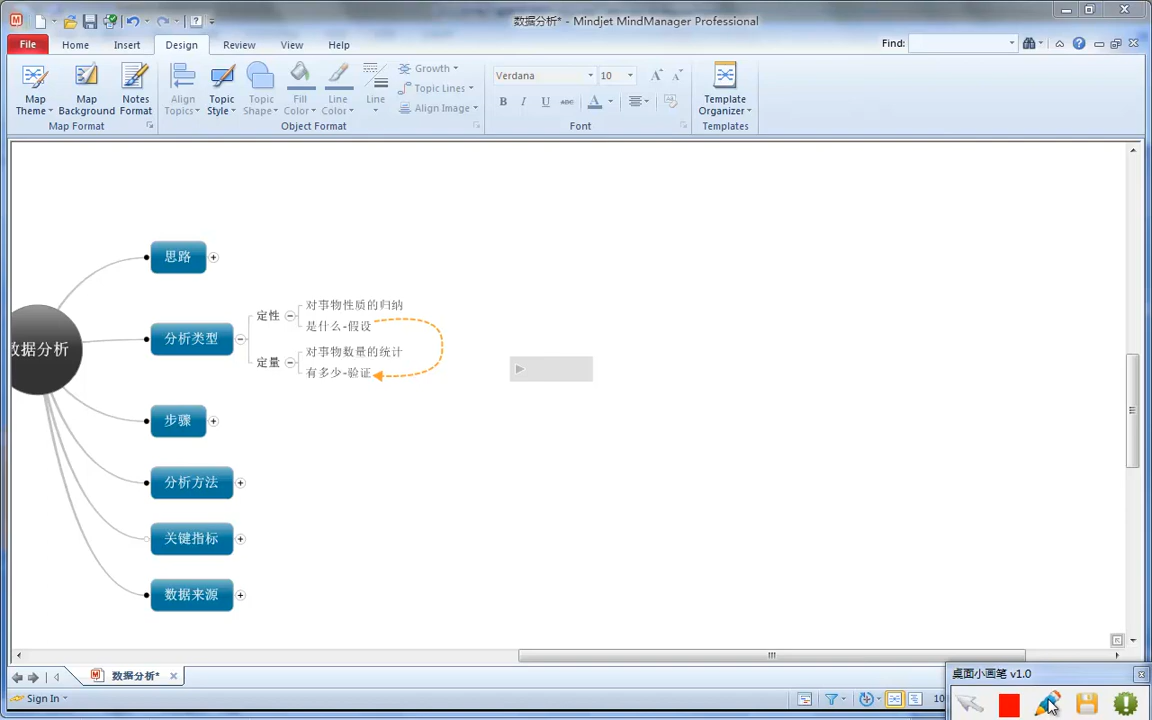 数据分析* - Mindjet MindManager Professional
File Home Insert Design Review View Help Find:
Map Theme
Map Background
Notes Format
Align Topics
Topic Style
Topic Shape
Fill Color
Line Color
Line
Growth
Topic Lines
Align Image
Verdana 10
B I U ABC A
Template Organizer
Map Format Object Format Font Templates
思路
分析类型
定性
对事物性质的归纳
是什么-假设
定量
对事物数量的统计
有多少-验证
数据分析
步骤
分析方法
关键指标
数据来源
数据分析*
桌面小画笔 v1.0
Sign In
10